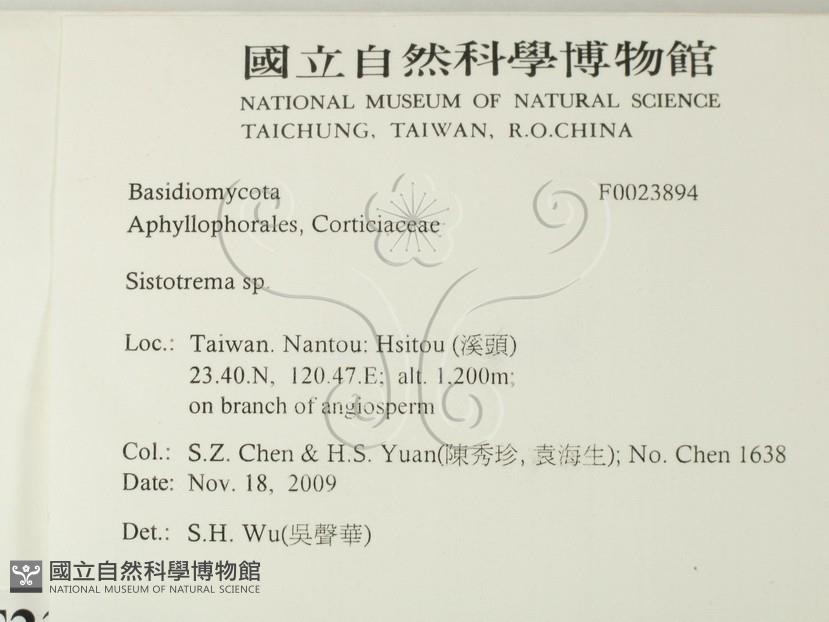 國立自然科學博物館
NATIONAL MUSEUM OF NATURAL SCIENCE
TAICHUNG, TAIWAN, R.O.CHINA
Basidiomycota F0023894
Aphyllophorales, Corticiaceae
Sistotrema sp.
Loc.: Taiwan. Nantou: Hsitou (溪頭)
23.40.N, 120.47.E; alt. 1,200m;
on branch of angiosperm
Col.: S.Z. Chen & H.S. Yuan(陳秀珍, 袁海生); No. Chen 1638
Date: Nov. 18, 2009
Det.: S.H. Wu(吳聲華)
國立自然科學博物館
NATIONAL MUSEUM OF NATURAL SCIENCE